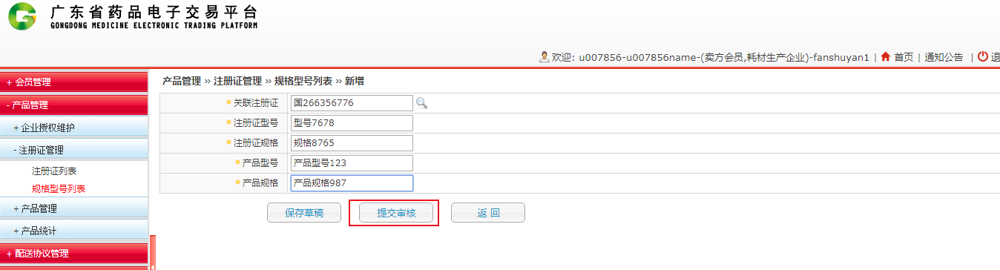 广东省药品电子交易平台
GONGDONG MEDICINE ELECTRONIC TRADING PLATFORM
欢迎: u007856-u007856name-(卖方会员,耗材生产企业)-fanshuyan1 | 首页 | 通知公告 | 退
+ 会员管理
- 产品管理
+ 企业授权维护
- 注册证管理
注册证列表
规格型号列表
+ 产品管理
+ 产品统计
+ 配送协议管理
产品管理 » 注册证管理 » 规格型号列表 » 新增
* 关联注册证 国266356776
* 注册证型号 型号7678
* 注册证规格 规格8765
* 产品型号 产品型号123
* 产品规格 产品规格987
保存草稿 提交审核 返 回